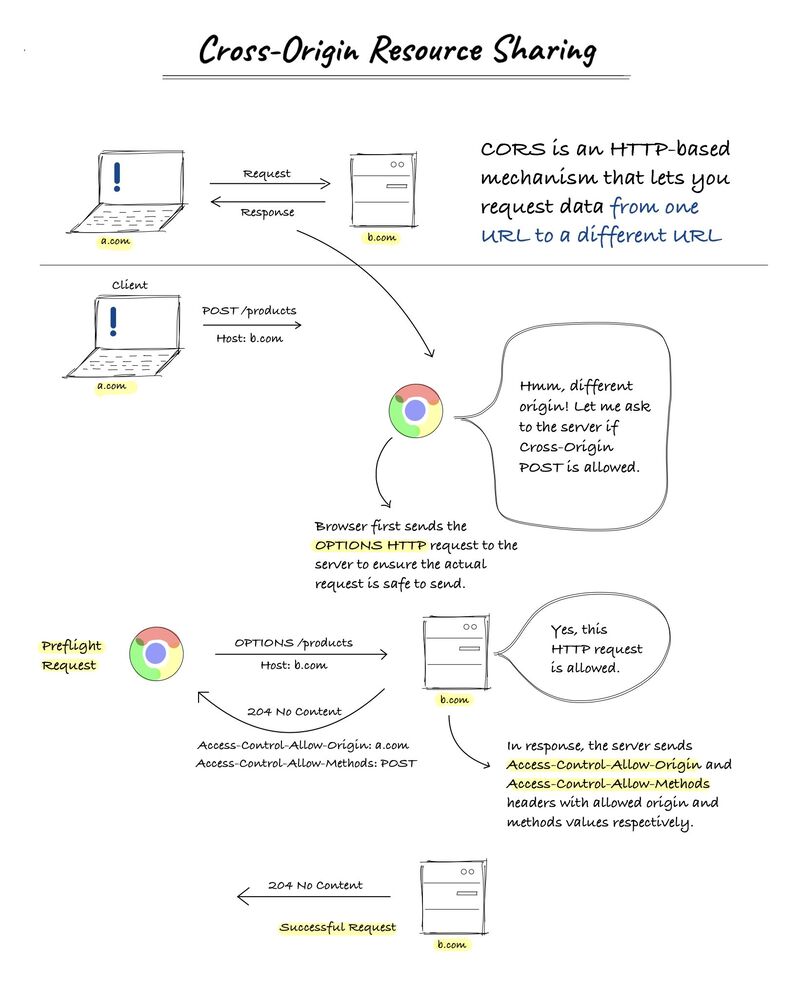 Cross-Origin Resource Sharing
Request
Response
a.com
b.com
CORS is an HTTP-based
mechanism that lets you
request data from one
URL to a different URL
Client
POST /products
Host: b.com
a.com
Hmm, different
origin! Let me ask
to the server if
Cross-Origin
POST is allowed.
Browser first sends the
OPTIONS HTTP request to the
server to ensure the actual
request is safe to send.
Preflight
Request
OPTIONS /products
Host: b.com
204 No Content
Access-Control-Allow-Origin: a.com
Access-Control-Allow-Methods: POST
b.com
Yes, this
HTTP request
is allowed.
In response, the server sends
Access-Control-Allow-Origin and
Access-Control-Allow-Methods
headers with allowed origin and
methods values respectively.
204 No Content
Successful Request
b.com